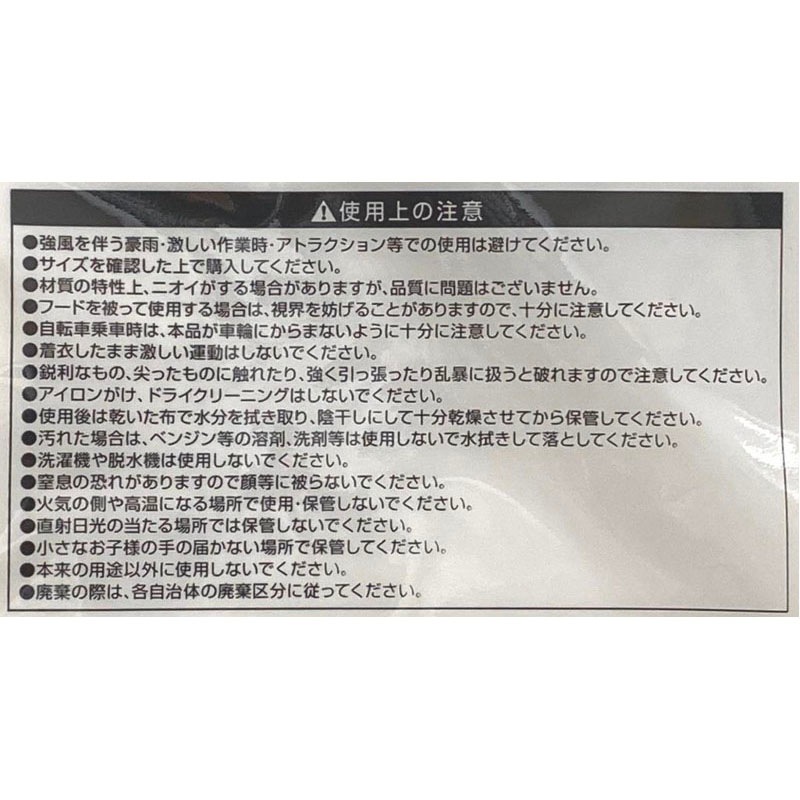 ⚠使用上の注意
●強風を伴う豪雨・激しい作業時・アトラクション等での使用は避けてください。
●サイズを確認した上で購入してください。
●材質の特性上、ニオイがする場合がありますが、品質に問題はございません。
●フードを被って使用する場合は、視界を妨げることがありますので、十分に注意してください。
●自転車乗車時は、本品が車輪にからまないように十分に注意してください。
●着衣したまま激しい運動はしないでください。
●鋭利なもの、尖ったものに触れたり、強く引っ張ったり乱暴に扱うと破れますので注意してください。
●アイロンがけ、ドライクリーニングはしないでください。
●使用後は乾いた布で水分を拭き取り、陰干しにして十分乾燥させてから保管してください。
●汚れた場合は、ベンジン等の溶剤、洗剤等は使用しないで水拭きして落としてください。
●洗濯機や脱水機は使用しないでください。
●窒息の恐れがありますので顔等に被らないでください。
●火気の側や高温になる場所で使用・保管しないでください。
●直射日光の当たる場所では保管しないでください。
●小さなお子様の手の届かない場所で保管してください。
●本来の用途以外に使用しないでください。
●廃棄の際は、各自治体の廃棄区分に従ってください。